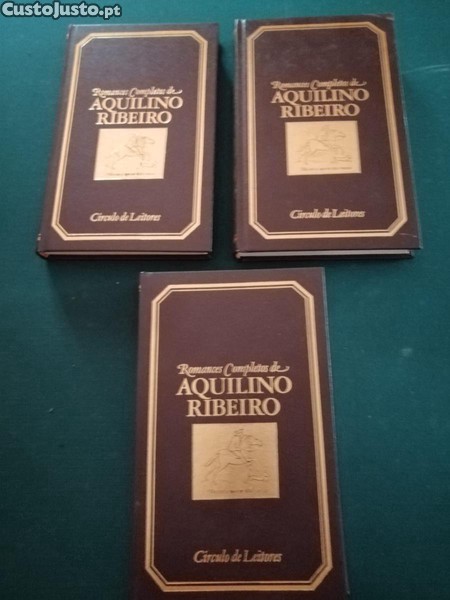 CustoJusto.pt
Romances Completos de
AQUILINO
RIBEIRO
Círculo de Leitores
Romances Completos de
AQUILINO
RIBEIRO
Círculo de Leitores
Romances Completos de
AQUILINO
RIBEIRO
Círculo de Leitores